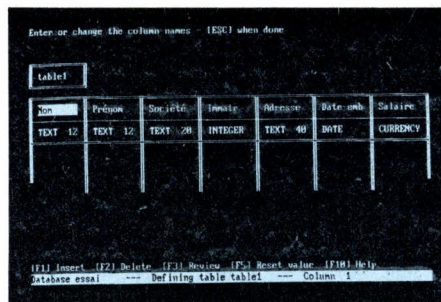 Enter or change the column names - [ESC] when done
table1
Nom Prénom Société Immatr Adresse Date emb Salaire
TEXT 12 TEXT 12 TEXT 20 INTEGER TEXT 40 DATE CURRENCY
[F1] Insert [F2] Delete [F3] Review [F5] Reset value [F10] Help
Database essai --- Defining table table1 --- Column 1